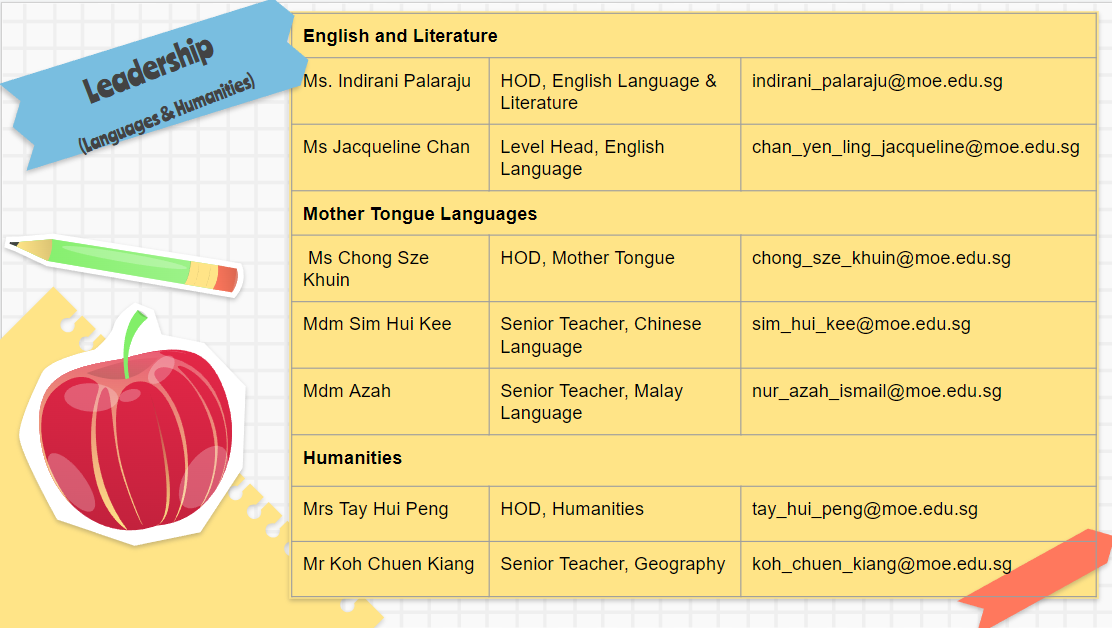 Leadership
(Languages & Humanities)
English and Literature
Ms. Indirani Palaraju
HOD, English Language &
Literature
indirani_palaraju@moe.edu.sg
Ms Jacqueline Chan
Level Head, English
Language
chan_yen_ling_jacqueline@moe.edu.sg
Mother Tongue Languages
Ms Chong Sze
Khuin
HOD, Mother Tongue
chong_sze_khuin@moe.edu.sg
Mdm Sim Hui Kee
Senior Teacher, Chinese
Language
sim_hui_kee@moe.edu.sg
Mdm Azah
Senior Teacher, Malay
Language
nur_azah_ismail@moe.edu.sg
Humanities
Mrs Tay Hui Peng
HOD, Humanities
tay_hui_peng@moe.edu.sg
Mr Koh Chuen Kiang
Senior Teacher, Geography
koh_chuen_kiang@moe.edu.sg